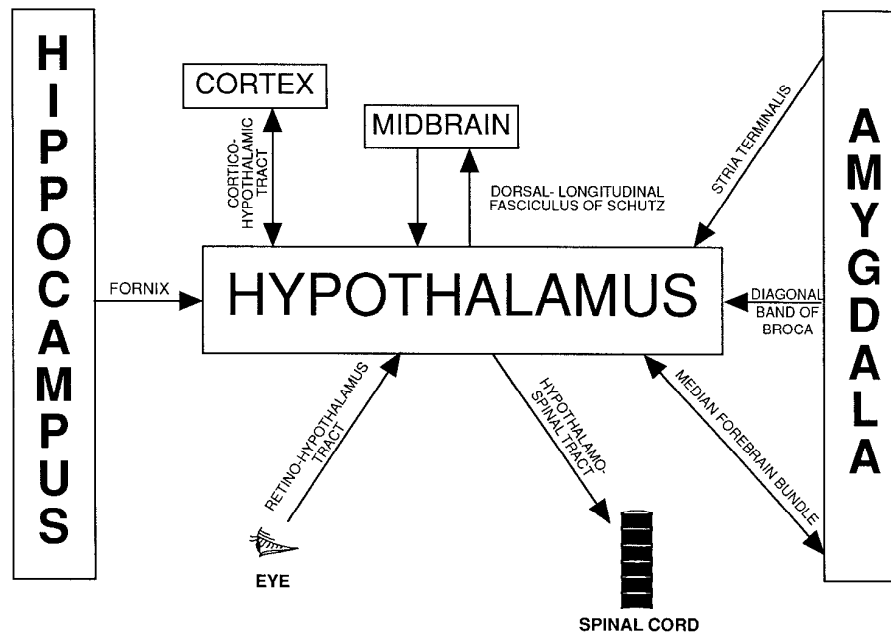 HIPPOCAMPUS
CORTEX
MIDBRAIN
CORTICO-
HYPOTHALAMIC
TRACT
DORSAL- LONGITUDINAL
FASCICULUS OF SCHUTZ
STRIA TERMINALIS
AMYGDALA
FORNIX
HYPOTHALAMUS
DIAGONAL
BAND OF
BROCA
RETINO-HYPOTHALAMUS
TRACT
HYPOTHALAMO-
SPINAL TRACT
MEDIAN FOREBRAIN BUNDLE
EYE
SPINAL CORD